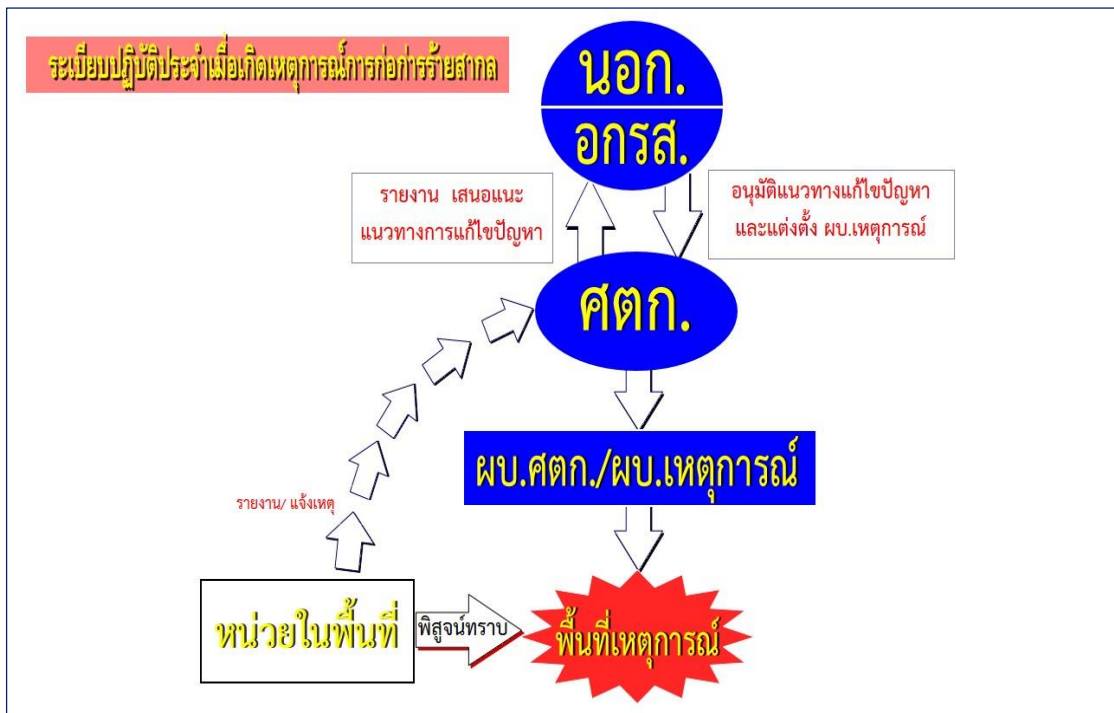 ระเบียบปฏิบัติประจำเมื่อเกิดเหตุการณ์การก่อการร้ายสากล
นอก.
อกรส.
รายงาน เสนอแนะ
แนวทางการแก้ไขปัญหา
อนุมัติแนวทางแก้ไขปัญหา
และแต่งตั้ง ผบ.เหตุการณ์
ศตก.
ผบ.ศตก./ผบ.เหตุการณ์
รายงาน/ แจ้งเหตุ
หน่วยในพื้นที่
พิสูจน์ทราบ
พื้นที่เหตุการณ์